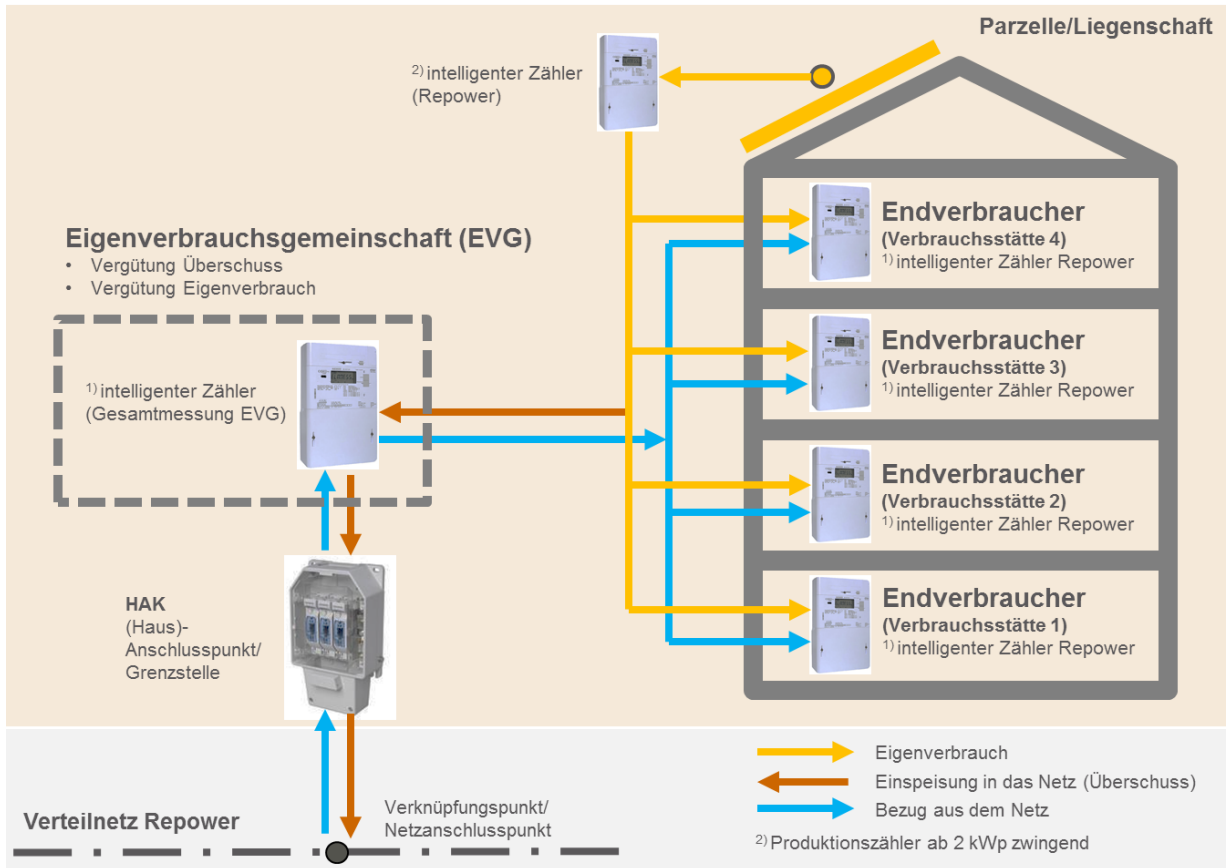 Parzelle/Liegenschaft
2) intelligenter Zähler
(Repower)
Eigenverbrauchsgemeinschaft (EVG)
• Vergütung Überschuss
• Vergütung Eigenverbrauch
1) intelligenter Zähler
(Gesamtmessung EVG)
Endverbraucher
(Verbrauchsstätte 4)
1) intelligenter Zähler Repower
Endverbraucher
(Verbrauchsstätte 3)
1) intelligenter Zähler Repower
Endverbraucher
(Verbrauchsstätte 2)
1) intelligenter Zähler Repower
Endverbraucher
(Verbrauchsstätte 1)
1) intelligenter Zähler Repower
HAK
(Haus)-
Anschlusspunkt/
Grenzstelle
Verteilnetz Repower
Verknüpfungspunkt/
Netzanschlusspunkt
Eigenverbrauch
Einspeisung in das Netz (Überschuss)
Bezug aus dem Netz
2) Produktionszähler ab 2 kWp zwingend